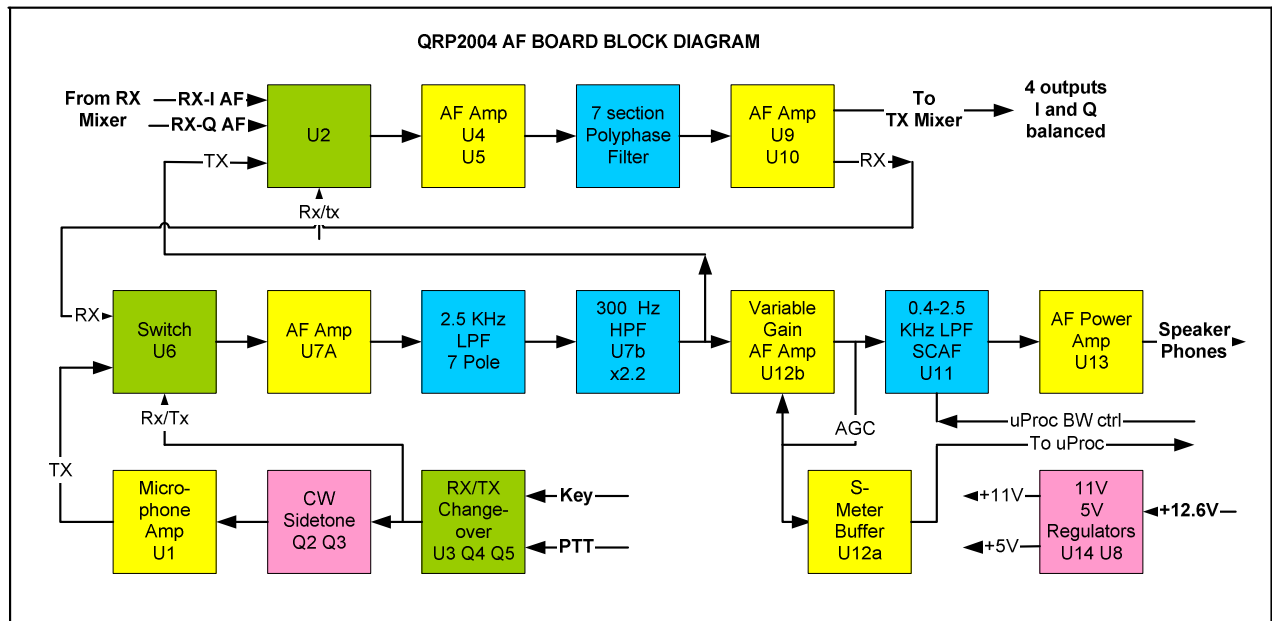 QRP2004 AF BOARD BLOCK DIAGRAM
From RX
Mixer
RX-I AF
RX-Q AF
TX
U2
Rx/tx
AF Amp
U4
U5
7 section
Polyphase
Filter
AF Amp
U9
U10
To
TX Mixer
RX
4 outputs
I and Q
balanced
RX
Switch
U6
Rx/Tx
AF Amp
U7A
2.5 KHz
LPF
7 Pole
300 Hz
HPF
U7b
x2.2
Variable
Gain
AF Amp
U12b
AGC
0.4-2.5
KHz LPF
SCAF
U11
AF Power
Amp
U13
Speaker
Phones
uProc BW ctrl
To uProc
TX
Micro-
phone
Amp
U1
CW
Sidetone
Q2 Q3
RX/TX
Change-
over
U3 Q4 Q5
Key
PTT
S-
Meter
Buffer
U12a
+11V
+5V
11V
5V
Regulators
U14 U8
+12.6V